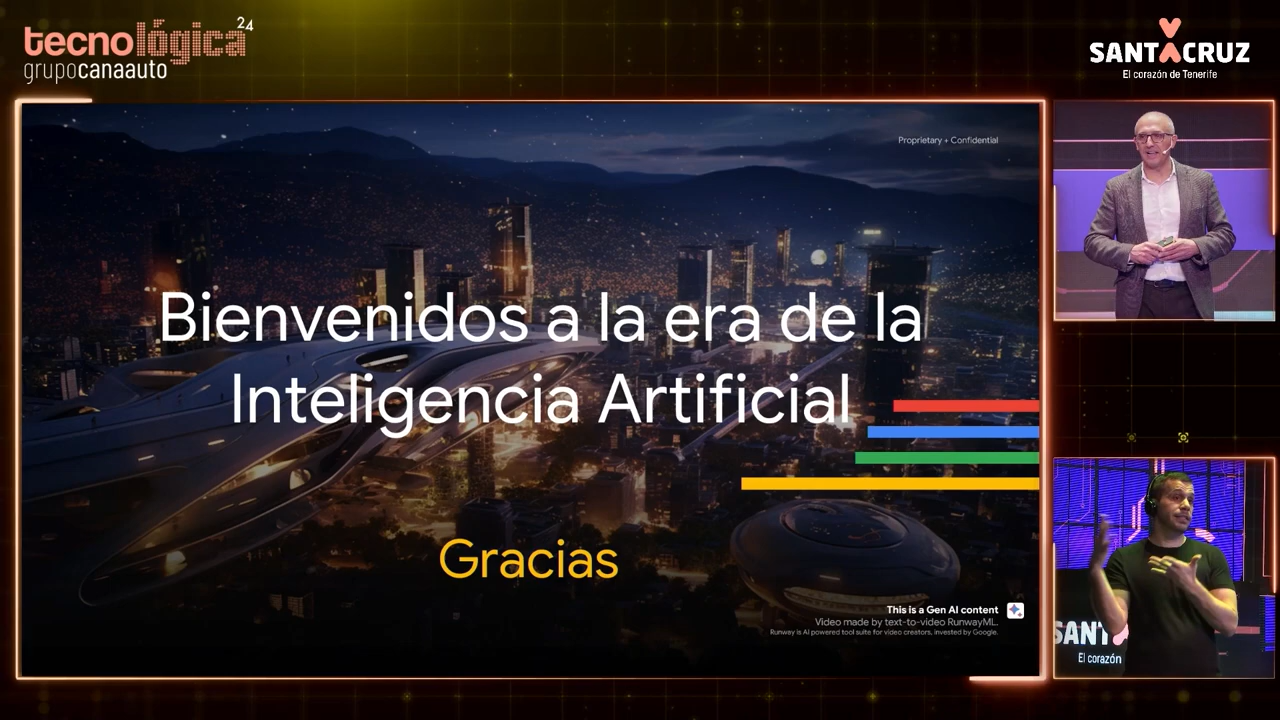 tecnológica24
grupocanaauto
SANTACRUZ
El corazón de Tenerife
Proprietary + Confidential
Bienvenidos a la era de la
Inteligencia Artificial
Gracias
This is a Gen AI content
Video made by text-to-video RunwayML.
Runway is AI powered tool suite for video creators, invested by Google.
SANTA
El corazón